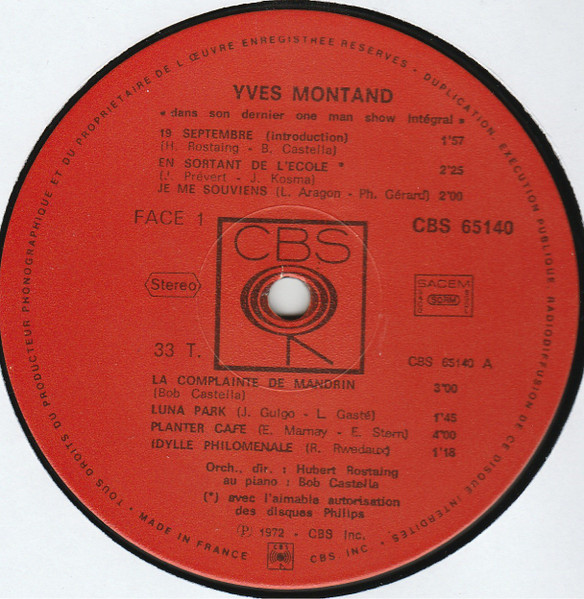 TOUS DROITS DU PRODUCTEUR PHONOGRAPHIQUE ET DU PROPRIETAIRE DE L'ŒUVRE ENREGISTREE RESERVES - DUPLICATION, EXECUTION PUBLIQUE RADIODIFFUSION DE CE DISQUE INTERDITES.
YVES MONTAND
« dans son dernier one man show intégral »
19 SEPTEMBRE (introduction) 1'57
(H. Rostaing - B. Castella)
EN SORTANT DE L'ECOLE * 2'25
(J. Prévert - J. Kosma)
JE ME SOUVIENS (L. Aragon - Ph. Gérard) 2'00
FACE 1
CBS 65140
CBS
Stereo
SACEM
33 T.
CBS 65140 A
LA COMPLAINTE DE MANDRIN 3'00
(Bob Castella)
LUNA PARK (J. Guigo - L. Gasté) 1'45
PLANTER CAFE (E. Marnay - E. Stern) 4'00
IDYLLE PHILOMENALE (R. Rwadaux) 1'18
Orch., dir. : Hubert Rostaing
au piano : Bob Castella
(*) avec l'aimable autorisation
des disques Philips
Ⓟ 1972 - CBS Inc.
MADE IN FRANCE
CBS
CBS INC